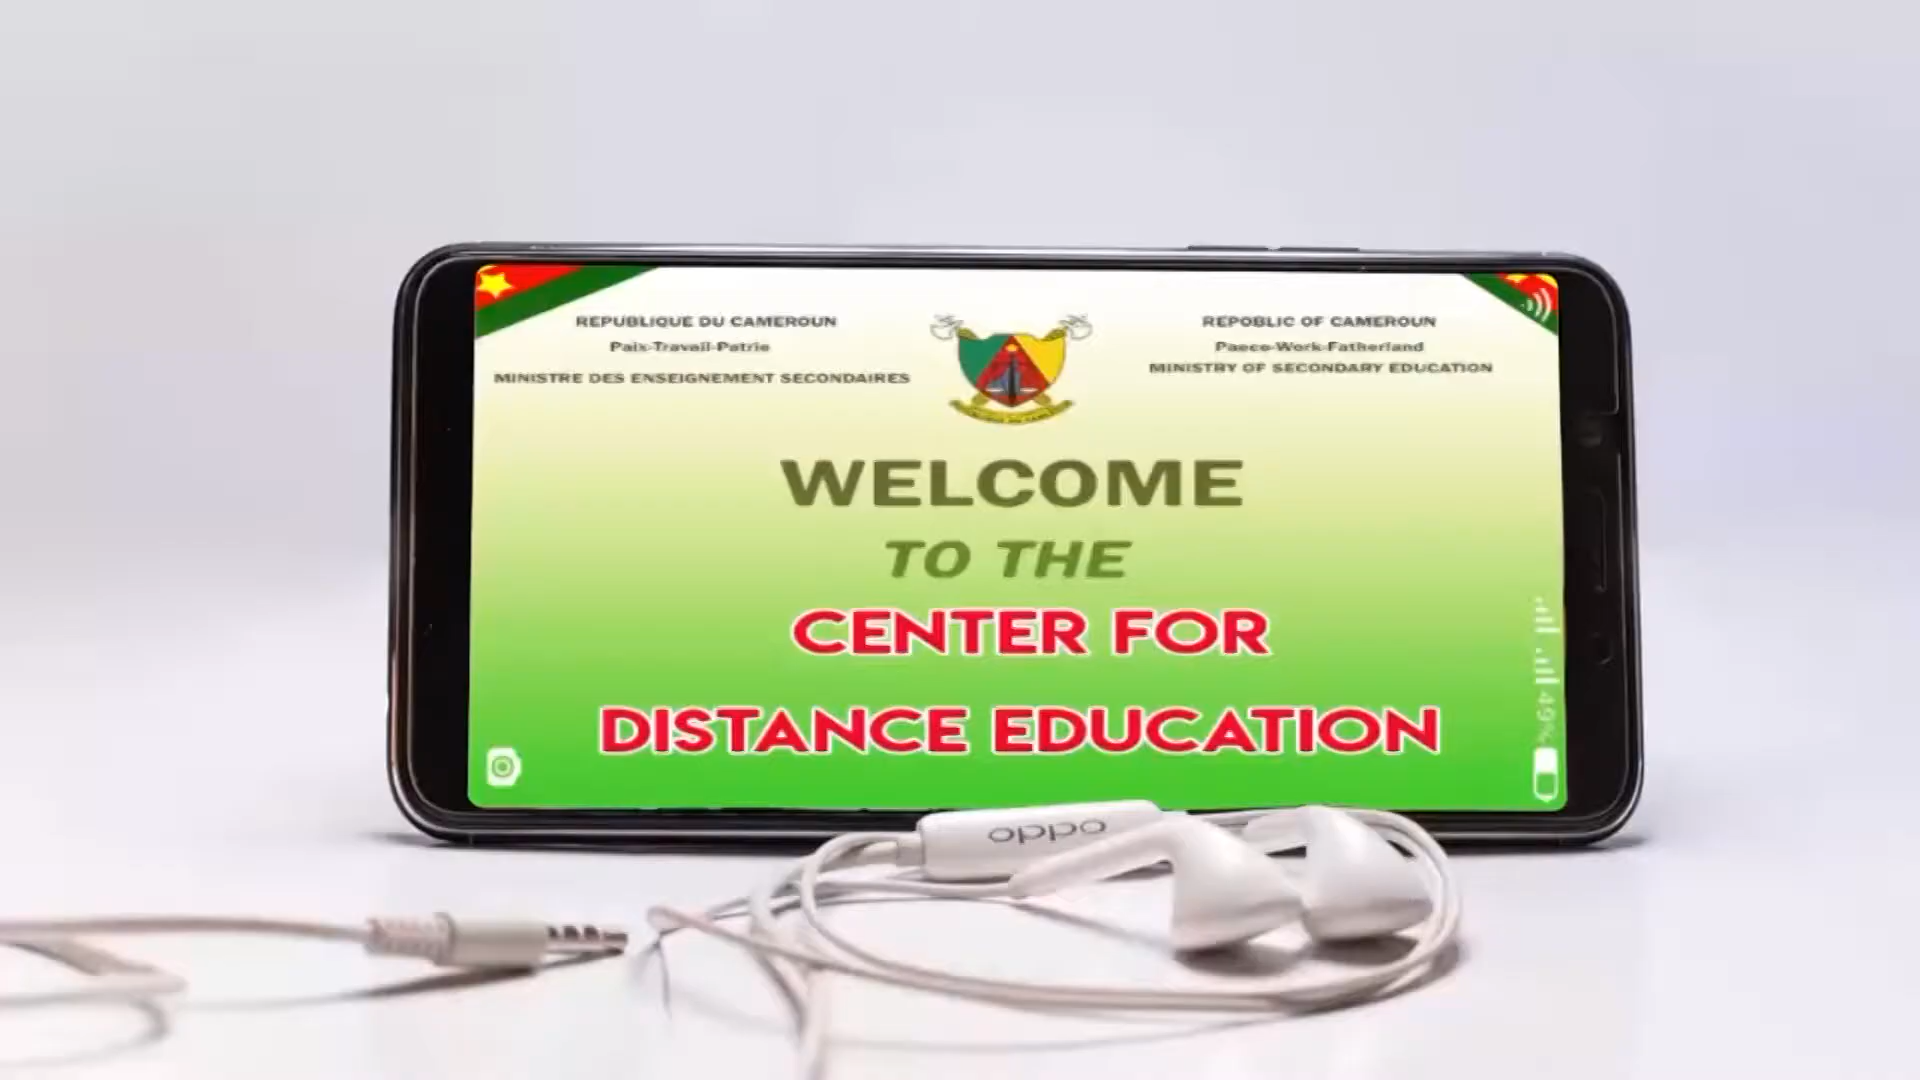 REPUBLIQUE DU CAMEROUN
Paix-Travail-Patrie
MINISTRE DES ENSEIGNEMENT SECONDAIRES
REPOBLIC OF CAMEROUN
Paece-Work-Fatherland
MINISTRY OF SECONDARY EDUCATION
WELCOME
TO THE
CENTER FOR
DISTANCE EDUCATION
49%
oppo